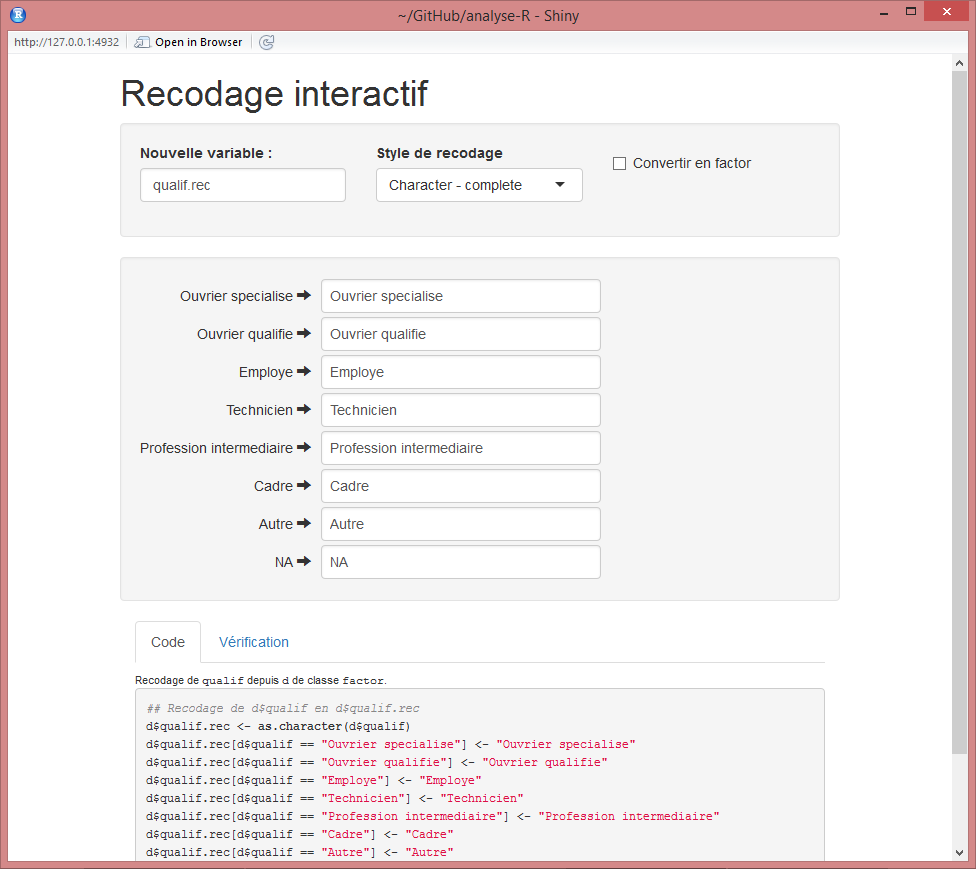 ~/GitHub/analyse-R - Shiny
http://127.0.0.1:4932 Open in Browser
Recodage interactif
Nouvelle variable : Style de recodage Convertir en factor
qualif.rec Character - complete
Ouvrier specialise Ouvrier specialise
Ouvrier qualifie Ouvrier qualifie
Employe Employe
Technicien Technicien
Profession intermediaire Profession intermediaire
Cadre Cadre
Autre Autre
NA NA
Code Vérification
Recodage de qualif depuis d de classe factor.
## Recodage de d$qualif en d$qualif.rec
d$qualif.rec <- as.character(d$qualif)
d$qualif.rec[d$qualif == "Ouvrier specialise"] <- "Ouvrier specialise"
d$qualif.rec[d$qualif == "Ouvrier qualifie"] <- "Ouvrier qualifie"
d$qualif.rec[d$qualif == "Employe"] <- "Employe"
d$qualif.rec[d$qualif == "Technicien"] <- "Technicien"
d$qualif.rec[d$qualif == "Profession intermediaire"] <- "Profession intermediaire"
d$qualif.rec[d$qualif == "Cadre"] <- "Cadre"
d$qualif.rec[d$qualif == "Autre"] <- "Autre"